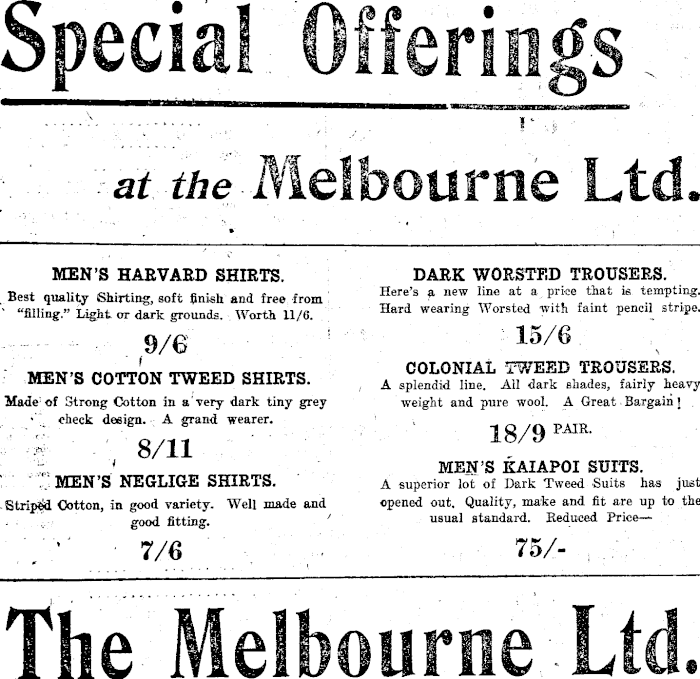 Special Offerings
at the Melbourne Ltd.
MEN'S HARVARD SHIRTS.
Best quality Shirting, soft finish and free from
"filling." Light or dark grounds. Worth 11/6.
9/6
MEN'S COTTON TWEED SHIRTS.
Made of Strong Cotton in a very dark tiny grey
check design. A grand wearer.
8/11
MEN'S NEGLIGE SHIRTS.
Striped Cotton, in good variety. Well made and
good fitting.
7/6
DARK WORSTED TROUSERS.
Here's a new line at a price that is tempting.
Hard wearing Worsted with faint pencil stripe.
15/6
COLONIAL TWEED TROUSERS.
A splendid line. All dark shades, fairly heavy
weight and pure wool. A Great Bargain!
18/9 PAIR.
MEN'S KAIAPOI SUITS.
A superior lot of Dark Tweed Suits has just
opened out. Quality, make and fit are up to the
usual standard. Reduced Price—
75/-
The Melbourne Ltd.